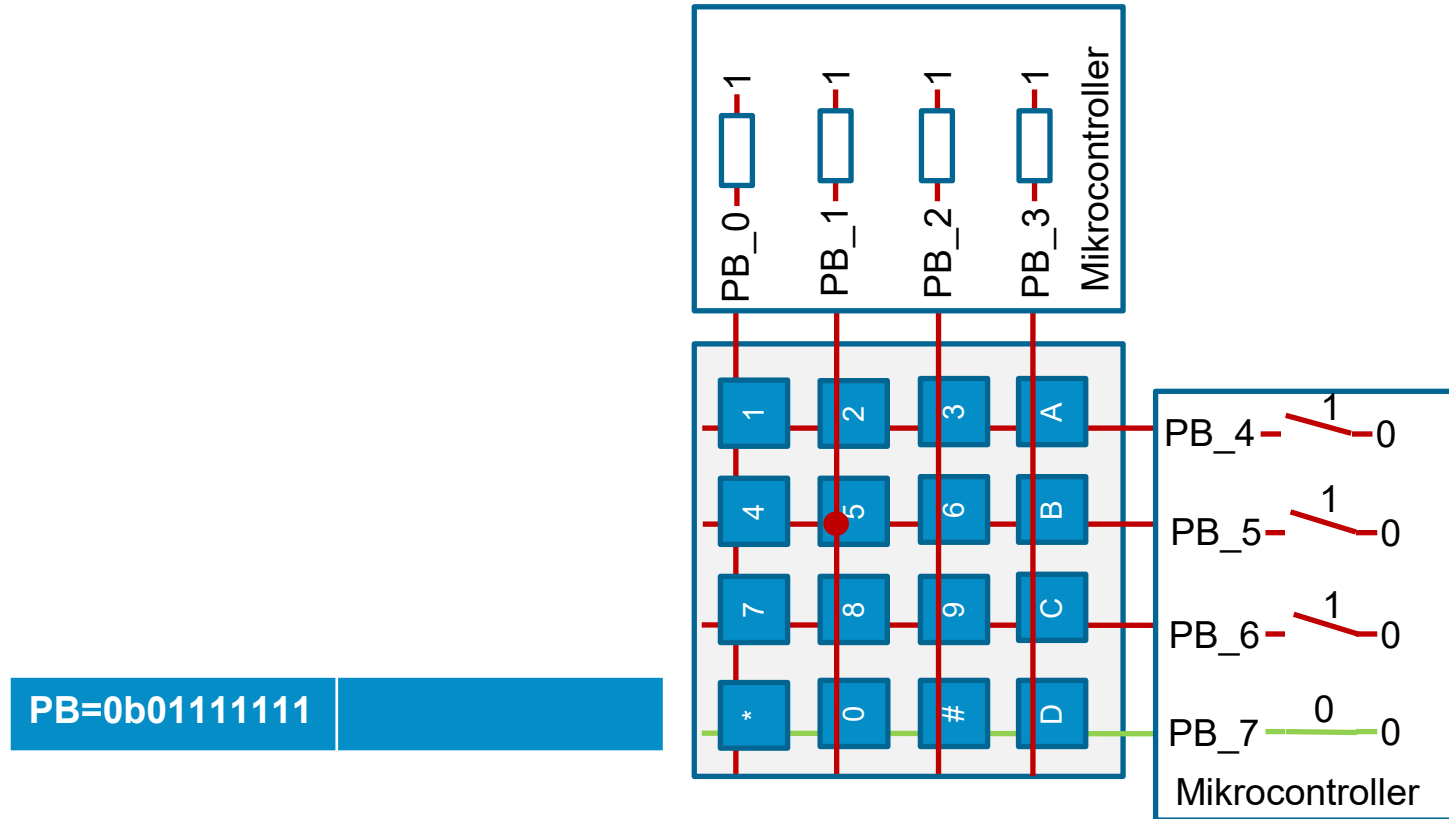 1 1 1 1
PB_0 PB_1 PB_2 PB_3
Mikrocontroller
1 2 3 A
4 5 6 B
7 8 9 C
* 0 # D
PB_4 1 0
PB_5 1 0
PB_6 1 0
PB_7 0 0
Mikrocontroller
PB=0b01111111